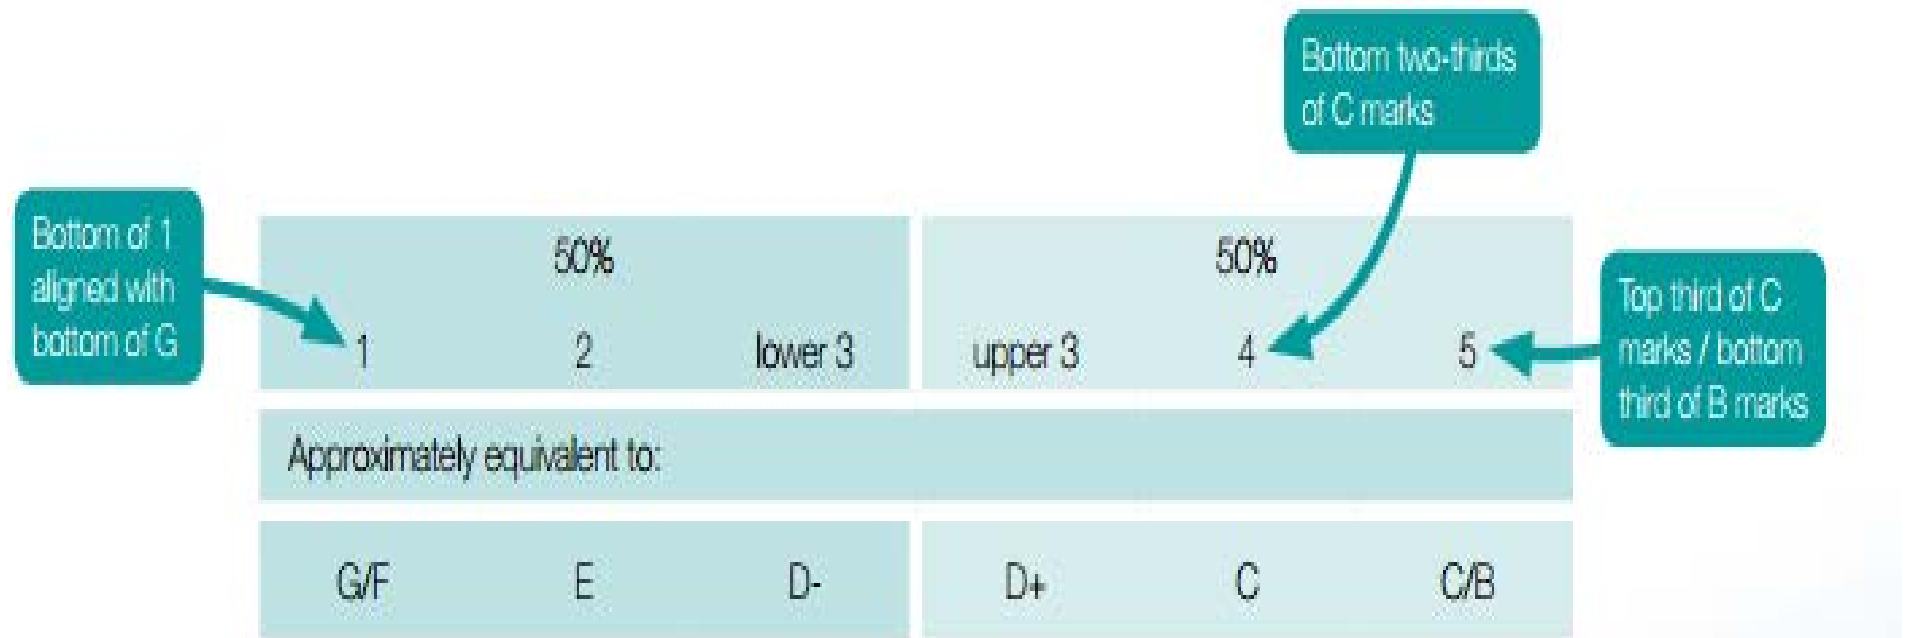 Bottom two-thirds
of C marks
Bottom of 1
aligned with
bottom of G
50%
50%
1
2
lower 3
upper 3
4
5
Top third of C
marks / bottom
third of B marks
Approximately equivalent to:
G/F
E
D-
D+
C
C/B